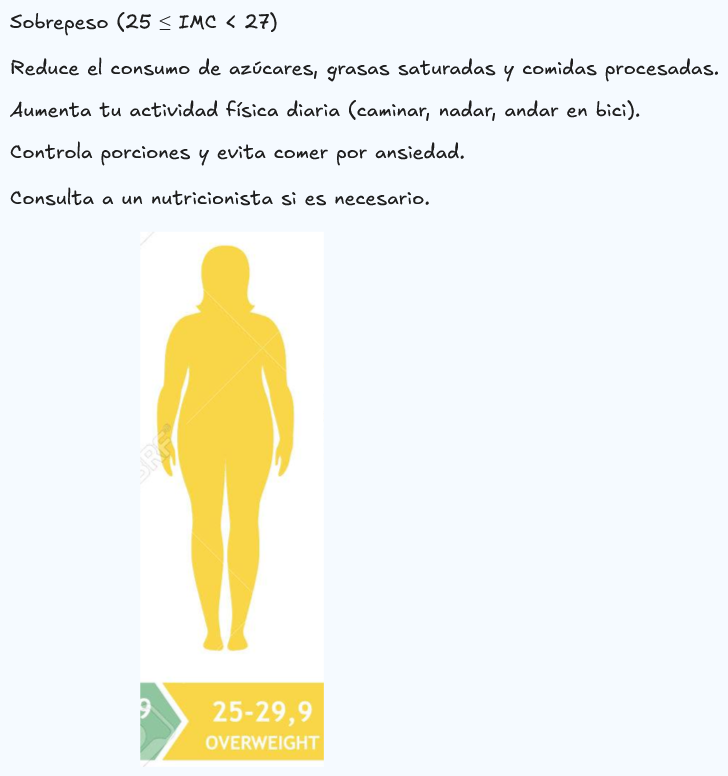 Sobrepeso (25 ≤ IMC < 27)
Reduce el consumo de azúcares, grasas saturadas y comidas procesadas.
Aumenta tu actividad física diaria (caminar, nadar, andar en bici).
Controla porciones y evita comer por ansiedad.
Consulta a un nutricionista si es necesario.
9
25-29,9
OVERWEIGHT